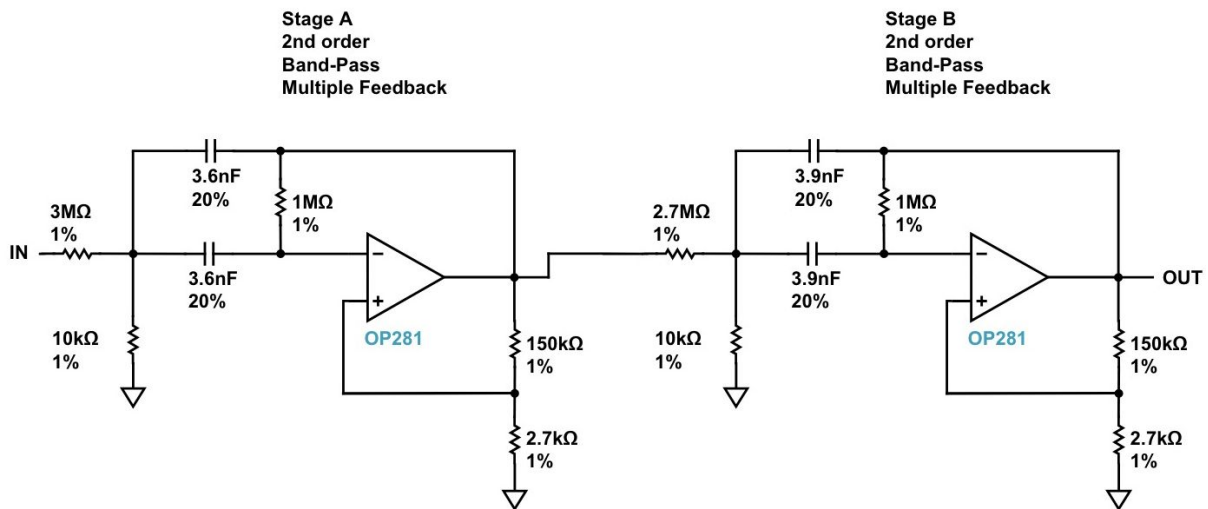 Stage A
2nd order
Band-Pass
Multiple Feedback
Stage B
2nd order
Band-Pass
Multiple Feedback
3.6nF
20%
1MΩ
1%
3MΩ
1%
IN
3.6nF
20%
−
+
OP281
10kΩ
1%
150kΩ
1%
2.7kΩ
1%
3.9nF
20%
1MΩ
1%
2.7MΩ
1%
3.9nF
20%
−
+
OUT
OP281
10kΩ
1%
150kΩ
1%
2.7kΩ
1%